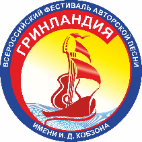 ВСЕРОССИЙСКИЙ ФЕСТИВАЛЬ АВТОРСКОЙ ПЕСНИ
ГРИНЛАНДИЯ
ИМЕНИ И. Д. КОБЗОНА